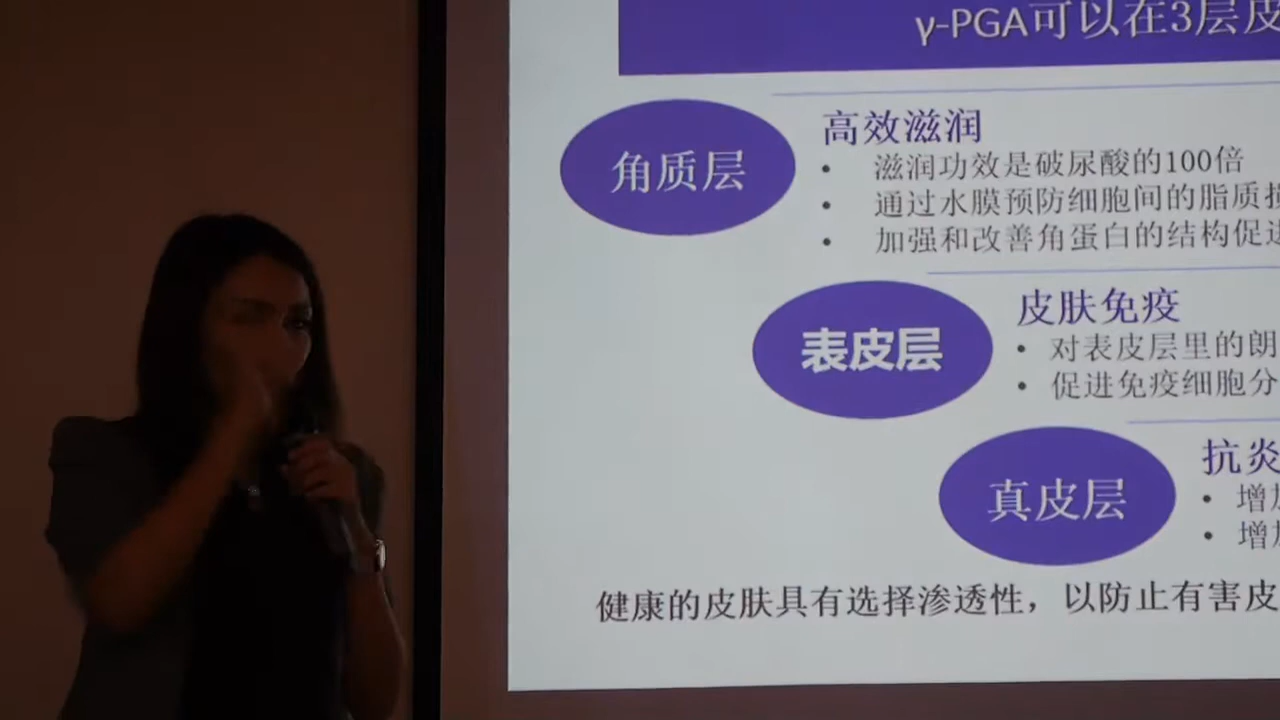 γ-PGA可以在3层皮
角质层
高效滋润
• 滋润功效是破尿酸的100倍
• 通过水膜预防细胞间的脂质损
• 加强和改善角蛋白的结构促进
表皮层
皮肤免疫
• 对表皮层里的朗
• 促进免疫细胞分
真皮层
抗炎
• 增加
• 增加
健康的皮肤具有选择渗透性，以防止有害皮